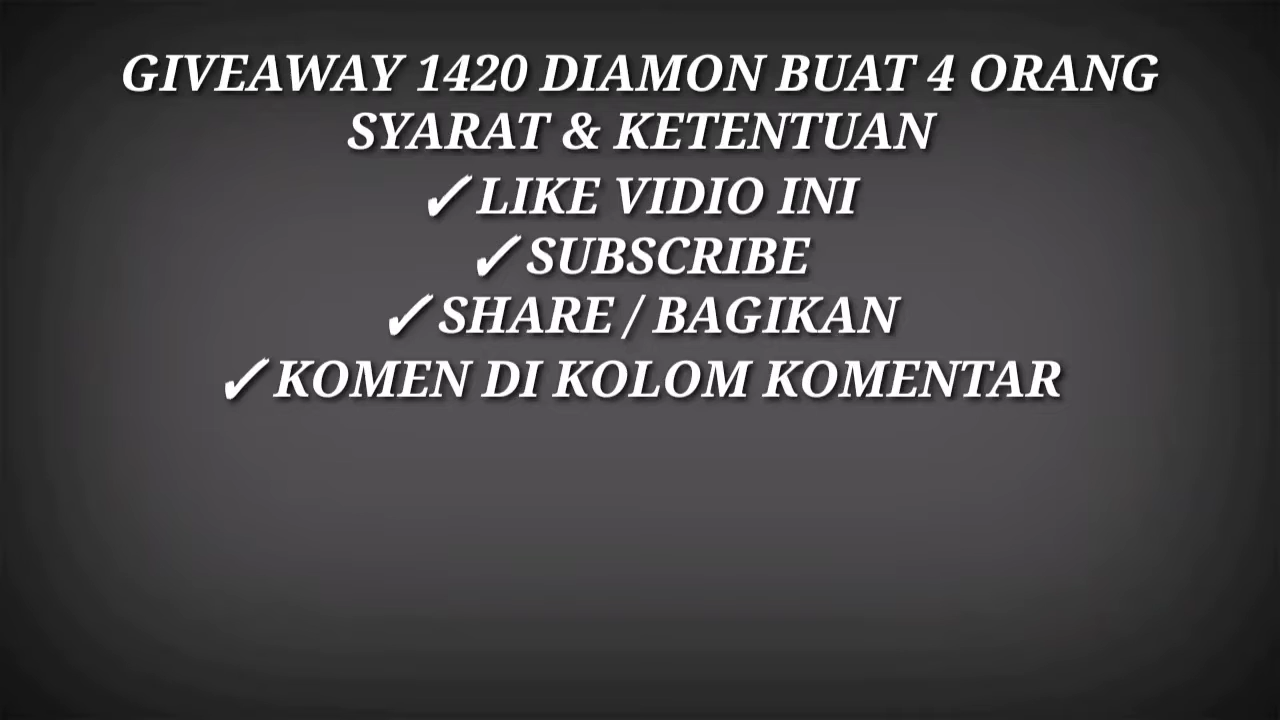 GIVEAWAY 1420 DIAMON BUAT 4 ORANG
SYARAT & KETENTUAN
✓LIKE VIDIO INI
✓SUBSCRIBE
✓SHARE / BAGIKAN
✓KOMEN DI KOLOM KOMENTAR